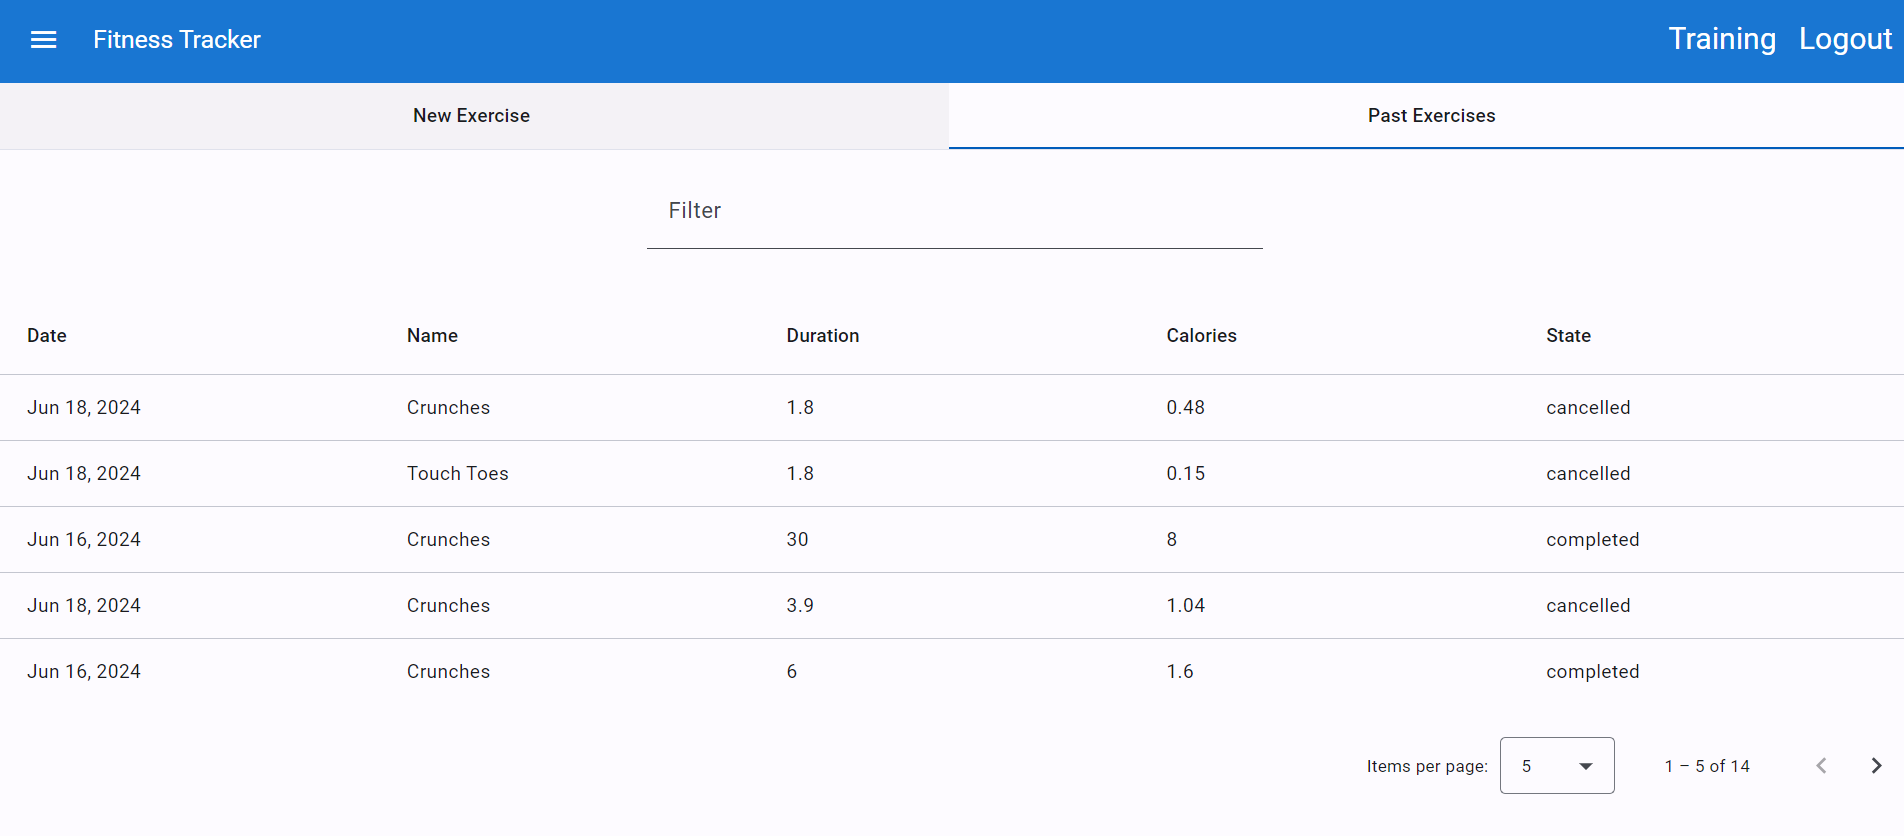 Fitness Tracker Training Logout
New Exercise Past Exercises
Filter
Date Name Duration Calories State
Jun 18, 2024 Crunches 1.8 0.48 cancelled
Jun 18, 2024 Touch Toes 1.8 0.15 cancelled
Jun 16, 2024 Crunches 30 8 completed
Jun 18, 2024 Crunches 3.9 1.04 cancelled
Jun 16, 2024 Crunches 6 1.6 completed
Items per page: 5 1 – 5 of 14